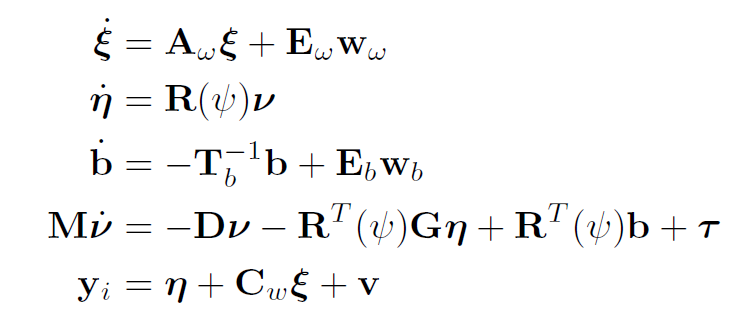 ξ̇ = A_ω ξ + E_ω w_ω
η̇ = R(ψ)ν
ḃ = −T_b^{−1} b + E_b w_b
Mν̇ = −Dν − R^T(ψ)Gη + R^T(ψ)b + τ
y_i = η + C_w ξ + v